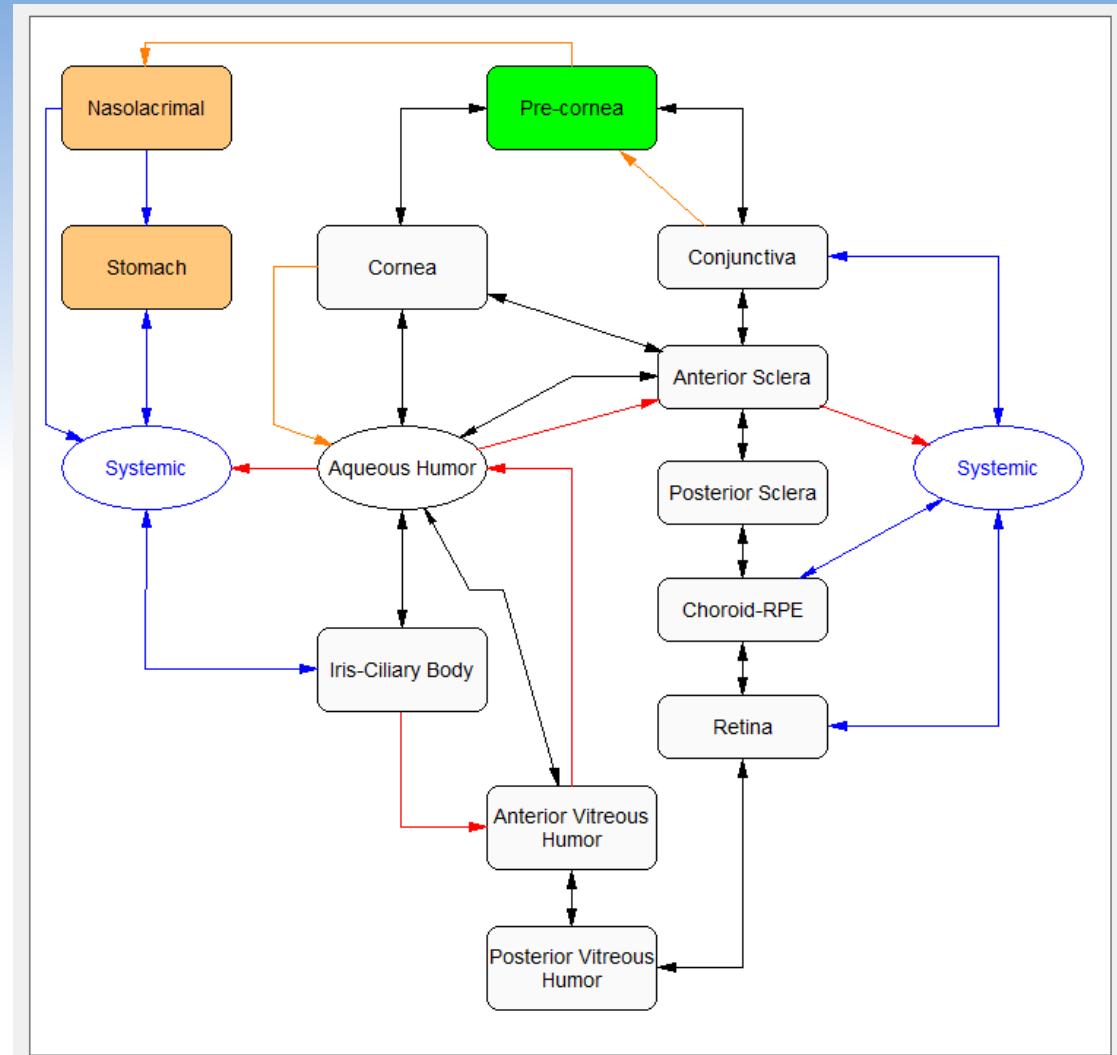 Nasolacrimal
Pre-cornea
Stomach
Cornea
Conjunctiva
Anterior Sclera
Systemic
Aqueous Humor
Posterior Sclera
Systemic
Choroid-RPE
Iris-Ciliary Body
Retina
Anterior Vitreous
Humor
Posterior Vitreous
Humor